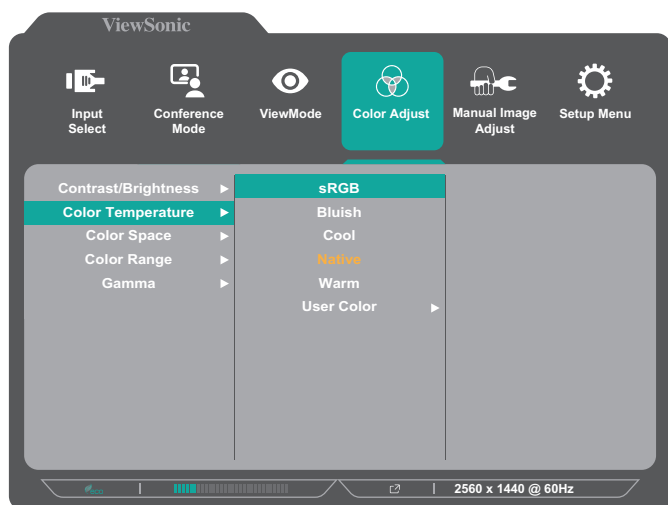 ViewSonic
Input
Select
Conference
Mode
ViewMode
Color Adjust
Manual Image
Adjust
Setup Menu
Contrast/Brightness
Color Temperature
Color Space
Color Range
Gamma
sRGB
Bluish
Cool
Native
Warm
User Color
eco
2560 x 1440 @ 60Hz